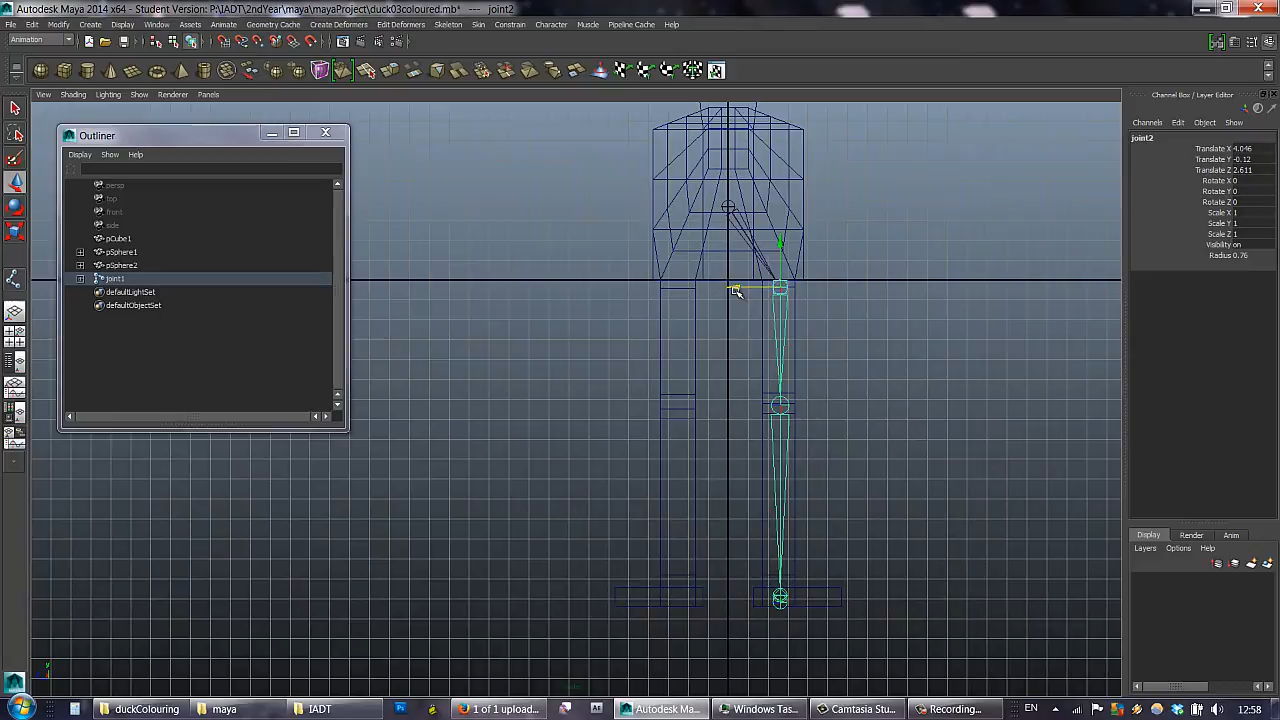 Autodesk Maya 2014 x64 - Student Version: P:\IADT\2ndYear\maya\mayaProject\duck03coloured.mb* --- joint2
File Edit Modify Create Display Window Assets Animate Geometry Cache Create Deformers Edit Deformers Skeleton Skin Constrain Character Muscle Pipeline Cache Help
Animation
View Shading Lighting Show Renderer Panels
Channel Box / Layer Editor
Channels Edit Object Show
Outliner
Display Show Help
persp
top
front
side
pCube1
pSphere1
pSphere2
joint1
defaultLightSet
defaultObjectSet
joint2
Translate X 4.046
Translate Y -0.12
Translate Z 2.611
Rotate X 0
Rotate Y 0
Rotate Z 0
Scale X 1
Scale Y 1
Scale Z 1
Visibility on
Radius 0.76
Display Render Anim
Layers Options Help
y
duckColouring maya IADT 1 of 1 upload... Autodesk Ma... Windows Tas... Camtasia Stu... Recording... EN 12:58